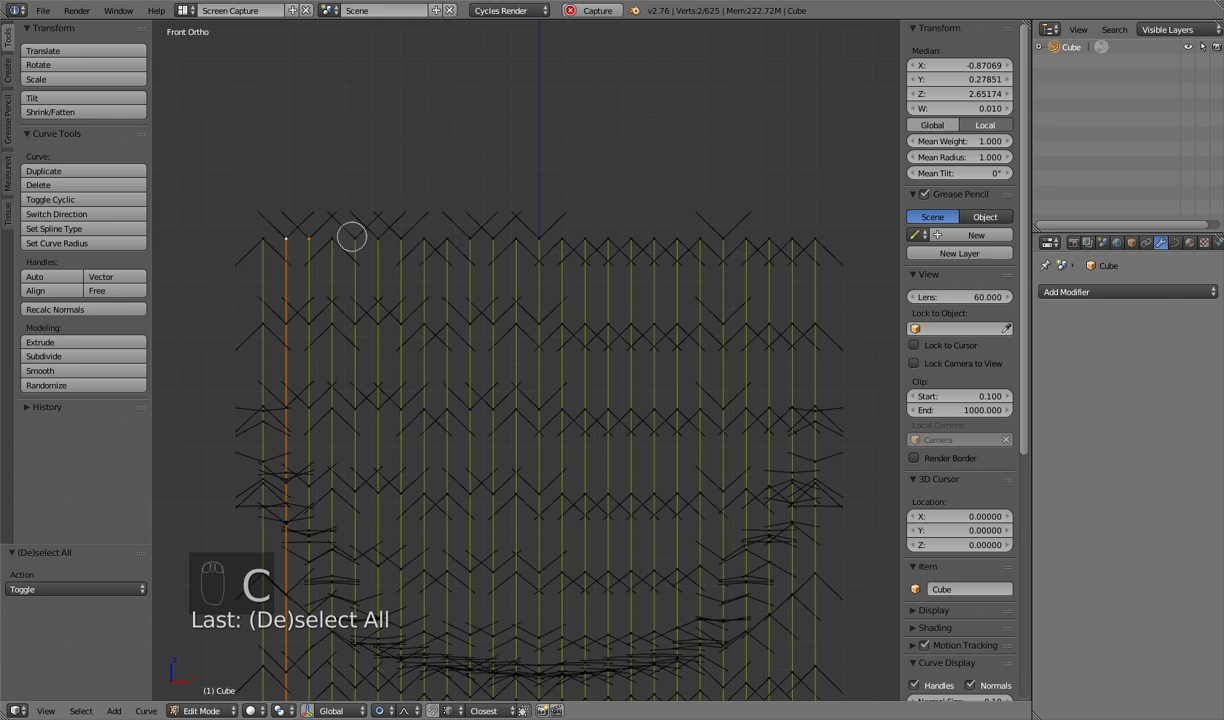 File Render Window Help Screen Capture Scene Cycles Render Capture v2.76 | Verts:2/625 | Mem:222.72M | Cube
Tools
Create
Grease Pencil
Measureit
Tissue
Transform
Translate
Rotate
Scale
Tilt
Shrink/Fatten
Curve Tools
Curve:
Duplicate
Delete
Toggle Cyclic
Switch Direction
Set Spline Type
Set Curve Radius
Handles:
Auto Vector
Align Free
Recalc Normals
Modeling:
Extrude
Subdivide
Smooth
Randomize
History
(De)select All
Action
Toggle
Front Ortho
C
Last: (De)select All
z
(1) Cube
View Select Add Curve Edit Mode Global Closest
Transform
Median:
X: -0.87069
Y: 0.27851
Z: 2.65174
W: 0.010
Global Local
Mean Weight: 1.000
Mean Radius: 1.000
Mean Tilt: 0°
Grease Pencil
Scene Object
New
New Layer
View
Lens: 60.000
Lock to Object:
Lock to Cursor
Lock Camera to View
Clip:
Start: 0.100
End: 1000.000
Local Camera:
Camera
Render Border
3D Cursor
Location:
X: 0.00000
Y: 0.00000
Z: 0.00000
Item
Cube
Display
Shading
Motion Tracking
Curve Display
Handles Normals
View Search Visible Layers
Cube
Cube
Add Modifier